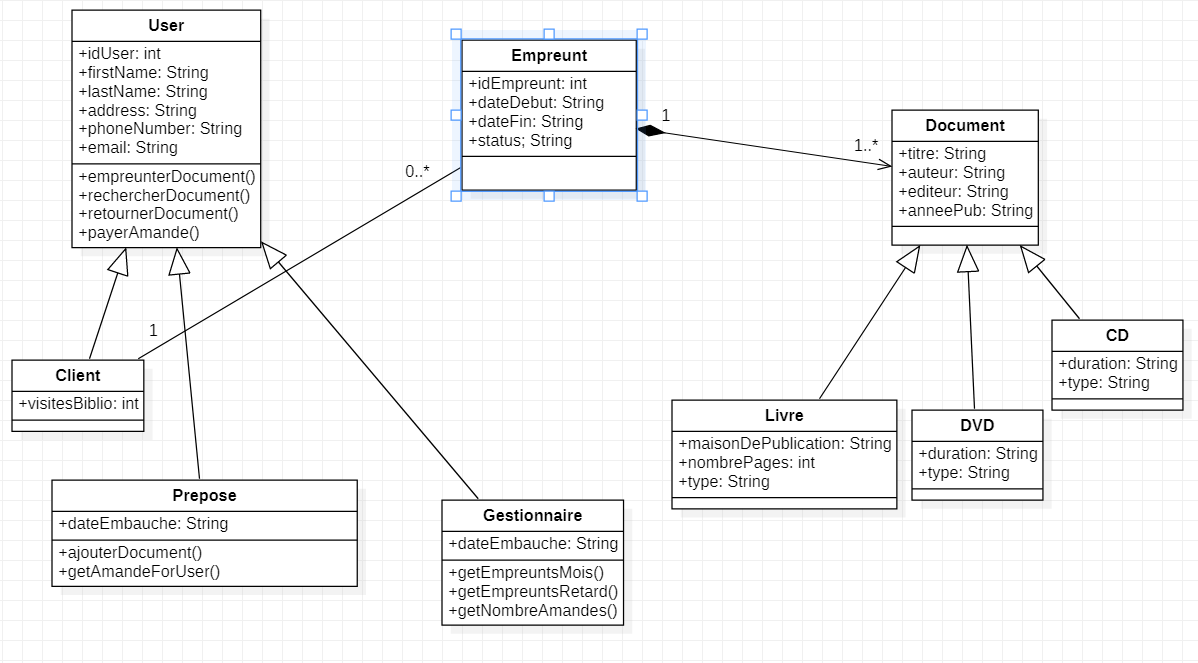 User
+idUser: int
+firstName: String
+lastName: String
+address: String
+phoneNumber: String
+email: String
+empreunterDocument()
+rechercherDocument()
+retournerDocument()
+payerAmande()
Empreunt
+idEmpreunt: int
+dateDebut: String
+dateFin: String
+status; String
1
1..*
0..*
1
Document
+titre: String
+auteur: String
+editeur: String
+anneePub: String
Client
+visitesBiblio: int
Prepose
+dateEmbauche: String
+ajouterDocument()
+getAmandeForUser()
Gestionnaire
+dateEmbauche: String
+getEmpreuntsMois()
+getEmpreuntsRetard()
+getNombreAmandes()
Livre
+maisonDePublication: String
+nombrePages: int
+type: String
DVD
+duration: String
+type: String
CD
+duration: String
+type: String